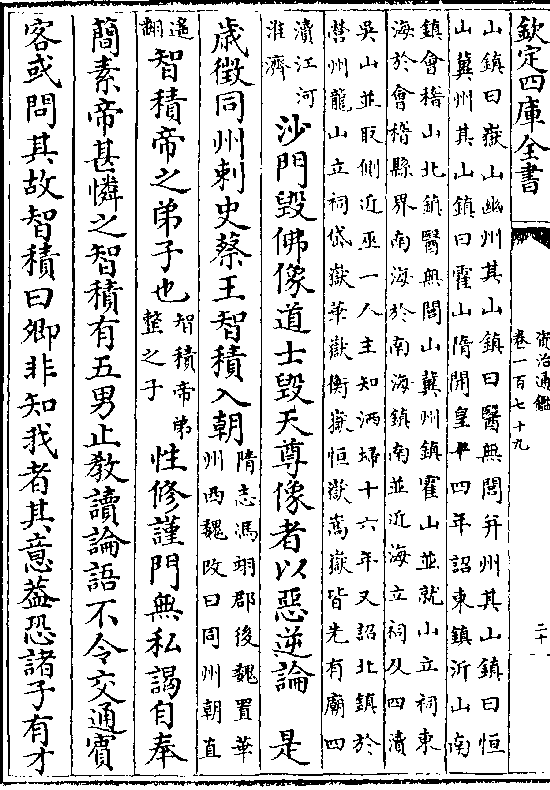 欽定四庫全書
資治通鑑
卷一百七十九
二十
山鎮曰嶽山幽州其山鎮曰醫無閭并州其山鎮曰恒
山冀州其山鎮曰霍山隋開皇十四年詔東鎮沂山南
鎮會稽山北鎮醫無閭山冀州鎮霍山並就山立祠東
海於會稽縣界南海於南海鎮南並近海立祠及四瀆
吳山並取側近巫一人主知洒埽十六年又詔北鎮於
營州龍山立祠岱嶽華嶽衡嶽恒嶽嵩嶽皆先有廟四
瀆江河
淮濟
沙門毀佛像道士毀天尊像者以惡逆論 是
歲徵同州刺史蔡王智積入朝
隋志馮翊郡後魏置華
州西魏改曰同州朝直
遙
翻
智積帝之弟子也
智積帝弟
整之子
性修謹門無私謁自奉
簡素帝甚憐之智積有五男止教讀論語不令交通賓
客或問其故智積曰卿非知我者其意蓋恐諸子有才